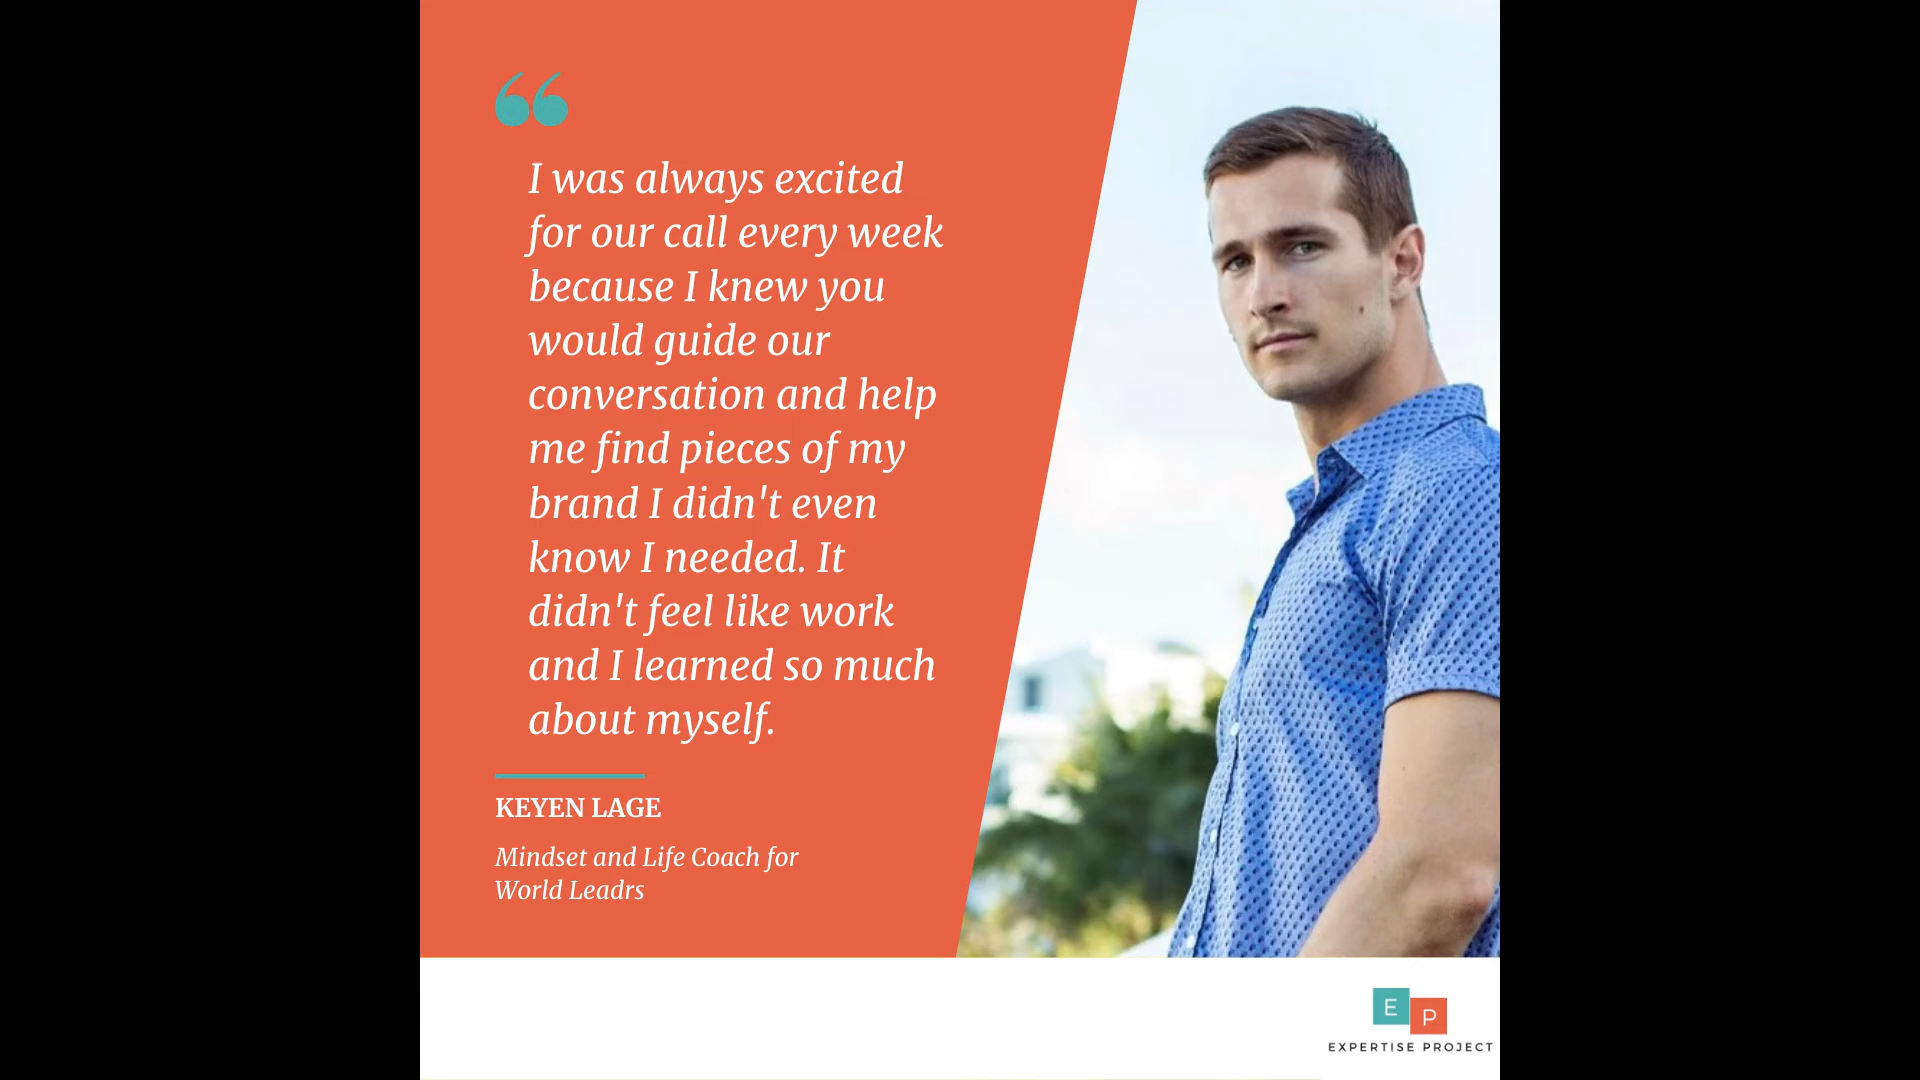 “
I was always excited
for our call every week
because I knew you
would guide our
conversation and help
me find pieces of my
brand I didn't even
know I needed. It
didn't feel like work
and I learned so much
about myself.
KEYEN LAGE
Mindset and Life Coach for
World Leadrs
E
P
EXPERTISE PROJECT